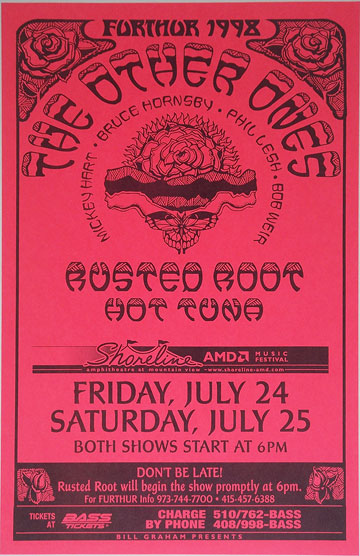 FURTHUR 1998
THE OTHER ONES
MICKEY HART • BRUCE HORNSBY • PHIL LESH • BOB WEIR
RUSTED ROOT
HOT TUNA
Shoreline AMD MUSIC FESTIVAL
amphitheatre at mountain view • www.shoreline-amd.com
FRIDAY, JULY 24
SATURDAY, JULY 25
BOTH SHOWS START AT 6PM
DON'T BE LATE!
Rusted Root will begin the show promptly at 6pm.
For FURTHUR Info 973-744-7700 • 415-457-6388
TICKETS AT BASS TICKETS CHARGE BY PHONE 510/762-BASS 408/998-BASS
BILL GRAHAM PRESENTS